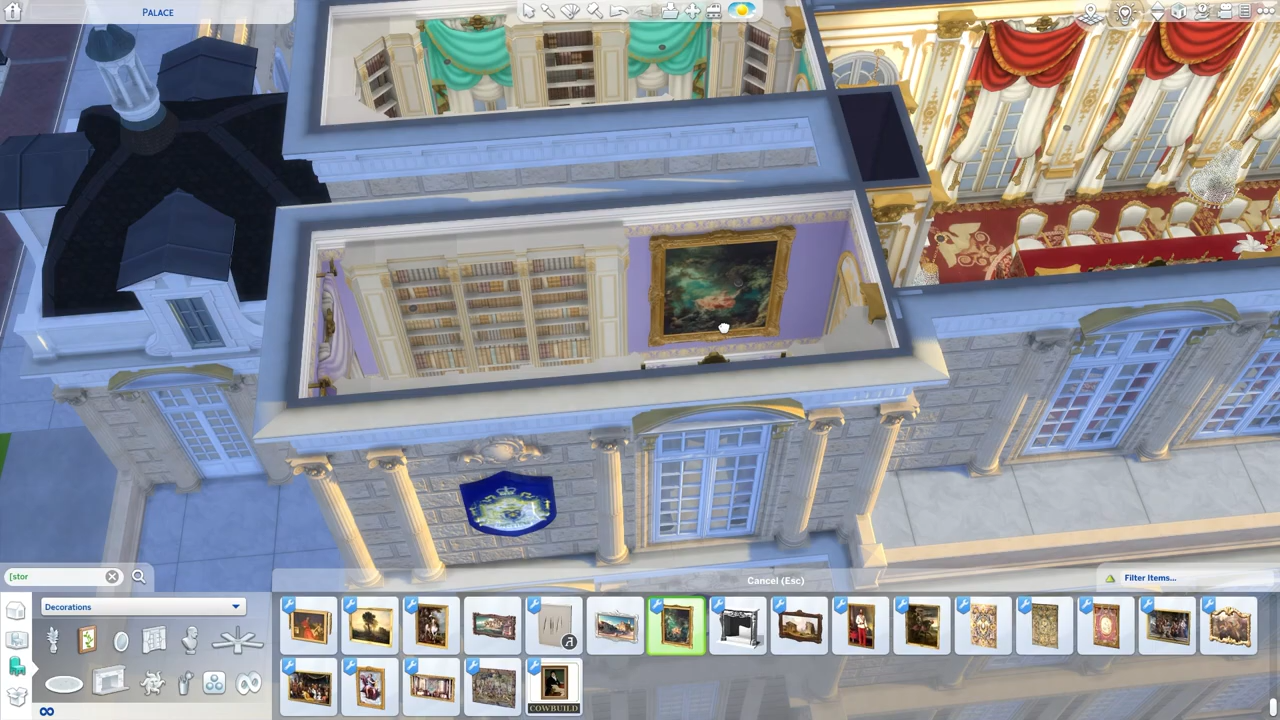 PALACE
Cancel (Esc)
[stor
Filter Items...
Decorations
a
COWBUILD